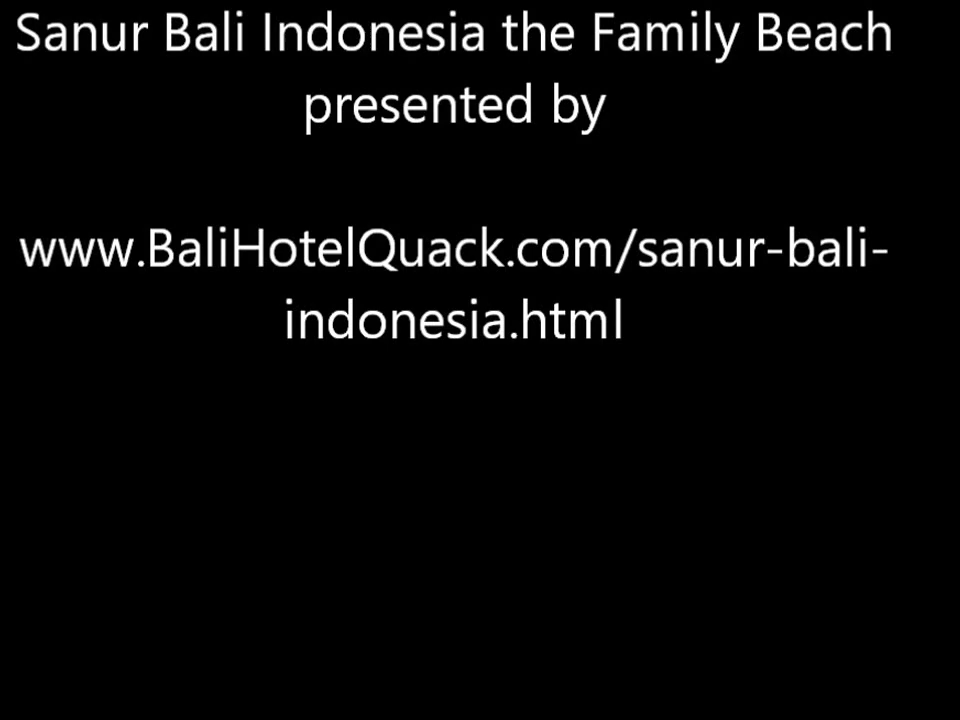 Sanur Bali Indonesia the Family Beach
presented by
www.BaliHotelQuack.com/sanur-bali-
indonesia.html